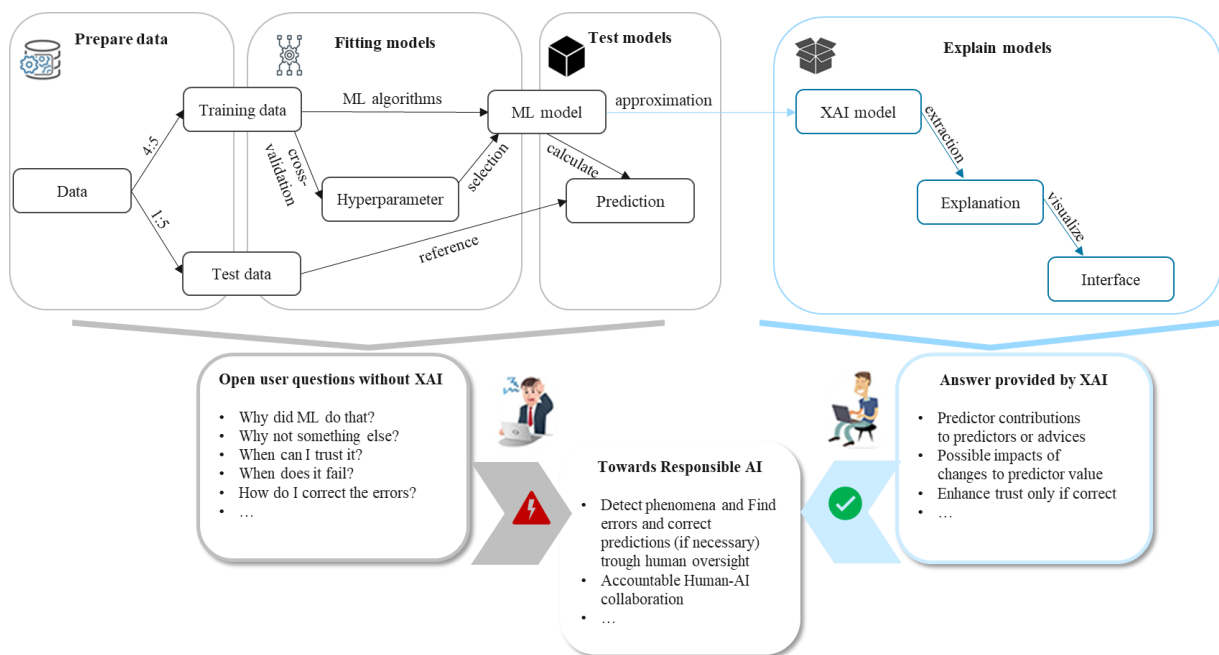 Prepare data
Fitting models
Test models
Explain models
Training data
ML algorithms
ML model
approximation
XAI model
4:5
cross-
validation
selection
calculate
extraction
Data
Hyperparameter
Prediction
Explanation
1:5
reference
visualize
Test data
Interface
Open user questions without XAI
• Why did ML do that?
• Why not something else?
• When can I trust it?
• When does it fail?
• How do I correct the errors?
• …
Towards Responsible AI
• Detect phenomena and Find
errors and correct
predictions (if necessary)
trough human oversight
• Accountable Human-AI
collaboration
• …
Answer provided by XAI
• Predictor contributions
to predictors or advices
• Possible impacts of
changes to predictor value
• Enhance trust only if correct
• …